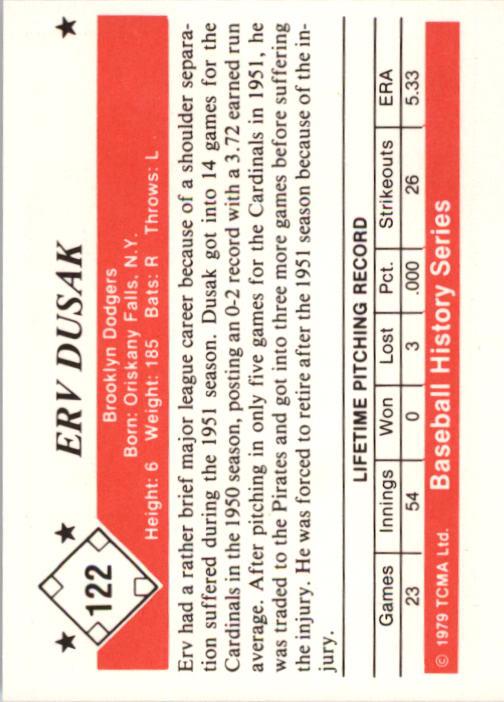 122
ERV DUSAK
Brooklyn Dodgers
Born: Oriskany Falls, N.Y.
Height: 6 Weight: 185 Bats: R Throws: L
Erv had a rather brief major league career because of a shoulder separa-
tion suffered during the 1951 season. Dusak got into 14 games for the
Cardinals in the 1950 season, posting an 0-2 record with a 3.72 earned run
average. After pitching in only five games for the Cardinals in 1951, he
was traded to the Pirates and got into three more games before suffering
the injury. He was forced to retire after the 1951 season because of the in-
jury.
LIFETIME PITCHING RECORD
Games Innings Won Lost Pct. Strikeouts ERA
23 54 0 3 .000 26 5.33
© 1979 TCMA Ltd. Baseball History Series